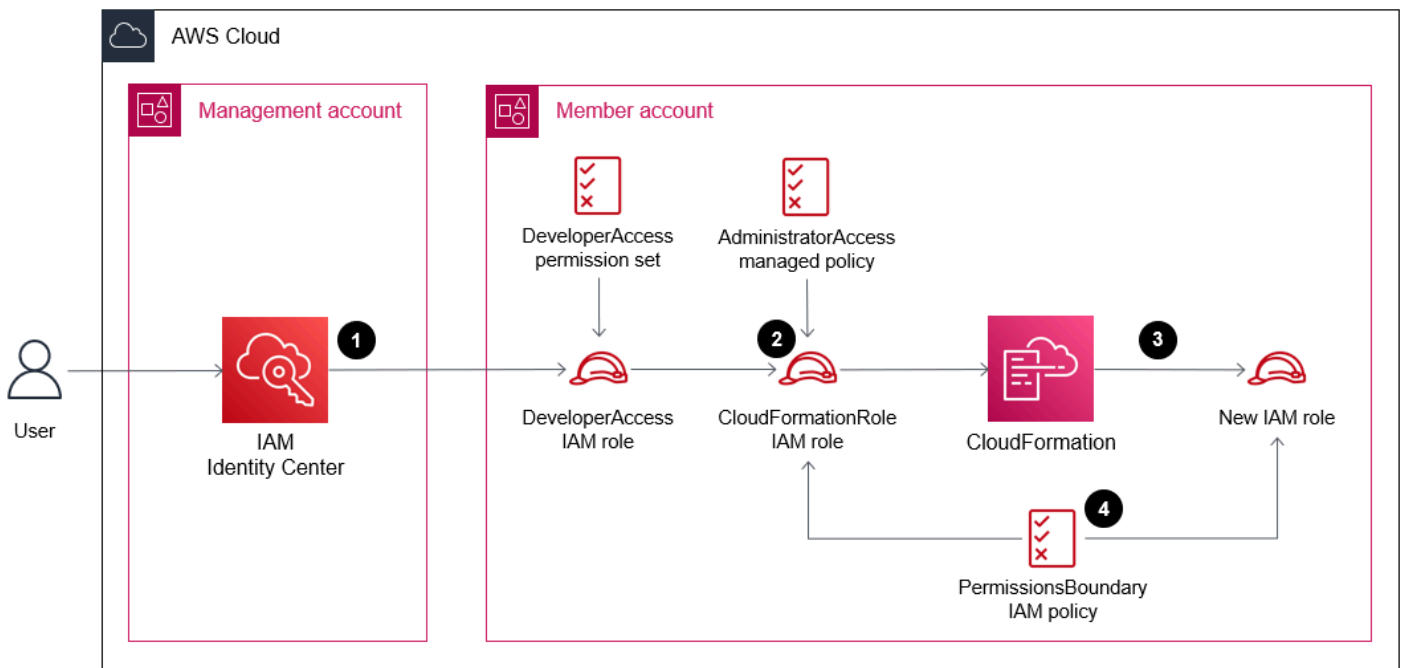 AWS Cloud
Management account
Member account
DeveloperAccess
permission set
AdministratorAccess
managed policy
1
2
3
User
IAM
Identity Center
DeveloperAccess
IAM role
CloudFormationRole
IAM role
CloudFormation
New IAM role
4
PermissionsBoundary
IAM policy